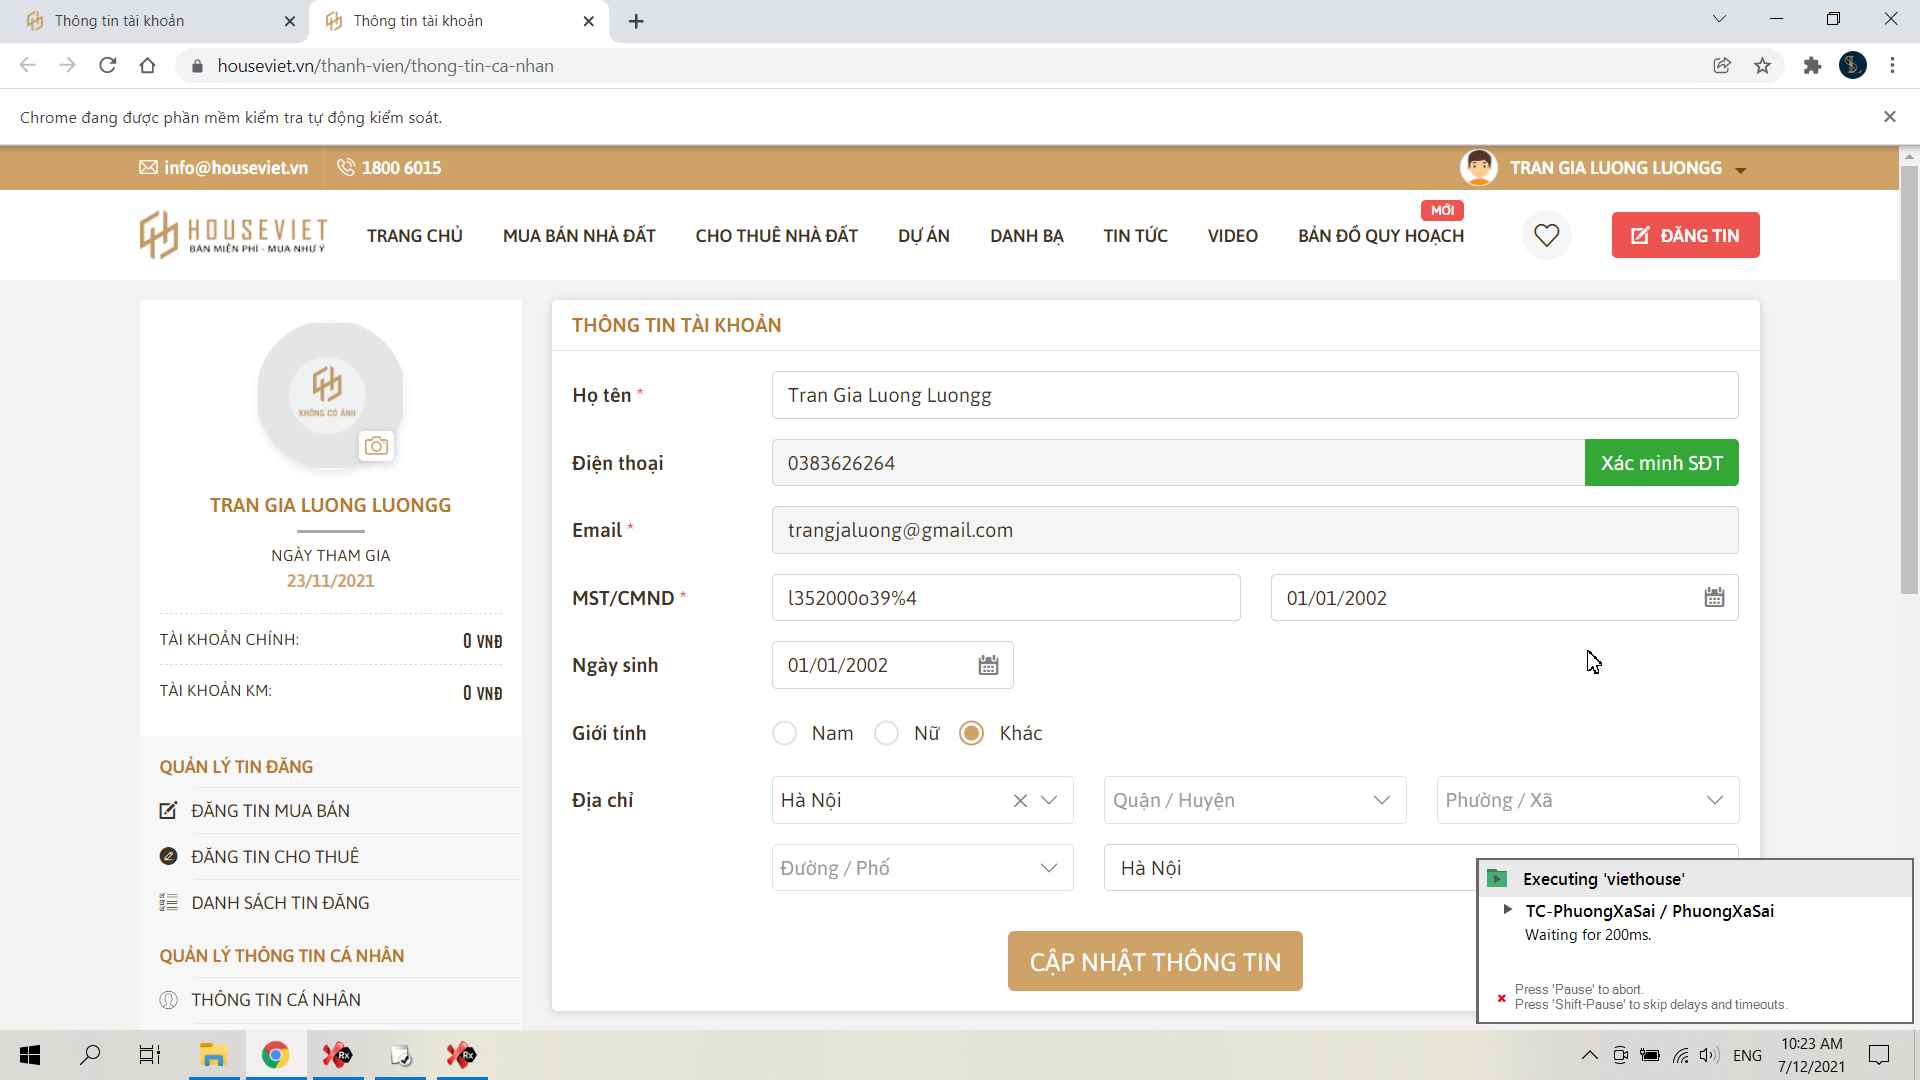 Thông tin tài khoản
Thông tin tài khoản
houseviet.vn/thanh-vien/thong-tin-ca-nhan
Chrome đang được phần mềm kiểm tra tự động kiểm soát.
info@houseviet.vn
1800 6015
TRAN GIA LUONG LUONGG
HOUSEVIET
BÁN MIỄN PHÍ - MUA NHƯ Ý
TRANG CHỦ
MUA BÁN NHÀ ĐẤT
CHO THUÊ NHÀ ĐẤT
DỰ ÁN
DANH BẠ
TIN TỨC
VIDEO
MỚI
BẢN ĐỒ QUY HOẠCH
ĐĂNG TIN
KHÔNG CÓ ẢNH
TRAN GIA LUONG LUONGG
NGÀY THAM GIA
23/11/2021
TÀI KHOẢN CHÍNH: 0 VNĐ
TÀI KHOẢN KM: 0 VNĐ
QUẢN LÝ TIN ĐĂNG
ĐĂNG TIN MUA BÁN
ĐĂNG TIN CHO THUÊ
DANH SÁCH TIN ĐĂNG
QUẢN LÝ THÔNG TIN CÁ NHÂN
THÔNG TIN CÁ NHÂN
THÔNG TIN TÀI KHOẢN
Họ tên * Tran Gia Luong Luongg
Điện thoại 0383626264 Xác minh SĐT
Email * trangjaluong@gmail.com
MST/CMND * l352000o39%4 01/01/2002
Ngày sinh 01/01/2002
Giới tính Nam Nữ Khác
Địa chỉ Hà Nội Quận / Huyện Phường / Xã
Đường / Phố Hà Nội
CẬP NHẬT THÔNG TIN
Executing 'viethouse'
TC-PhuongXaSai / PhuongXaSai
Waiting for 200ms.
Press 'Pause' to abort.
Press 'Shift-Pause' to skip delays and timeouts.
Rx
Rx
ENG
10:23 AM
7/12/2021